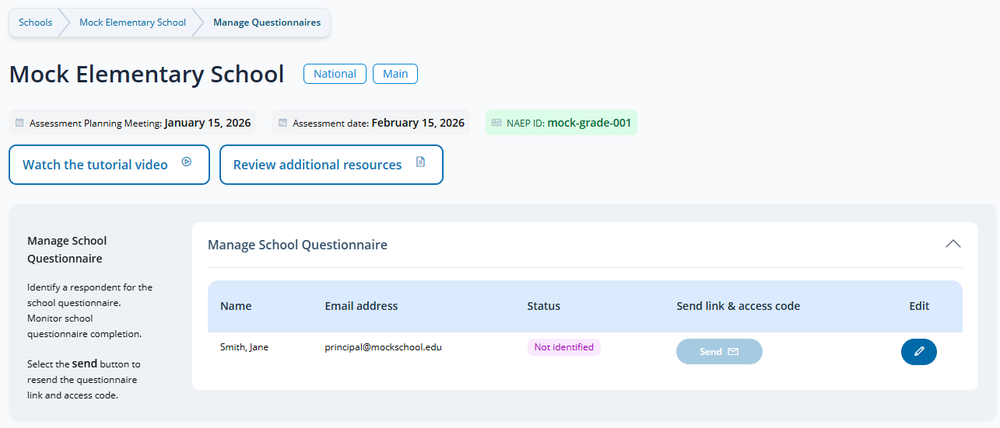 Schools
Mock Elementary School
Manage Questionnaires
Mock Elementary School
National
Main
Assessment Planning Meeting: January 15, 2026
Assessment date: February 15, 2026
NAEP ID: mock-grade-001
Watch the tutorial video
Review additional resources
Manage School
Questionnaire
Identify a respondent for the
school questionnaire.
Monitor school
questionnaire completion.
Select the send button to
resend the questionnaire
link and access code.
Manage School Questionnaire
Name Email address Status Send link & access code Edit
Smith, Jane principal@mockschool.edu Not identified Send